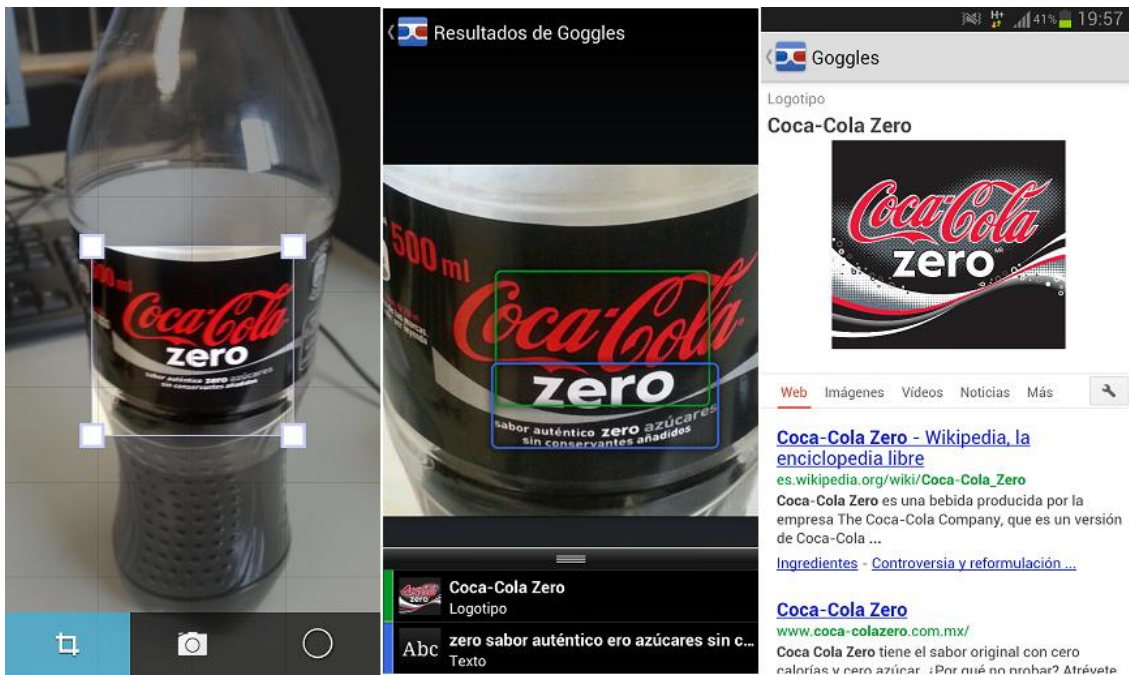 00 ml
Coca-Cola
zero
sabor auténtico zero azúcares
sin conservantes añadidos
Resultados de Goggles
500 ml
Coca-Cola
zero
sabor auténtico zero azúcares
sin conservantes añadidos
Coca-Cola Zero
Logotipo
Abc
zero sabor auténtico ero azúcares sin c...
Texto
H+ 41% 19:57
Goggles
Logotipo
Coca-Cola Zero
Coca-Cola
zero
Web Imágenes Vídeos Noticias Más
Coca-Cola Zero - Wikipedia, la
enciclopedia libre
es.wikipedia.org/wiki/Coca-Cola_Zero
Coca-Cola Zero es una bebida producida por la
empresa The Coca-Cola Company, que es un versión
de Coca-Cola ...
Ingredientes - Controversia y reformulación ...
Coca-Cola Zero
www.coca-colazero.com.mx/
Coca Cola Zero tiene el sabor original con cero
calorías y cero azúcar. ¿Por qué no probar? Atrévete